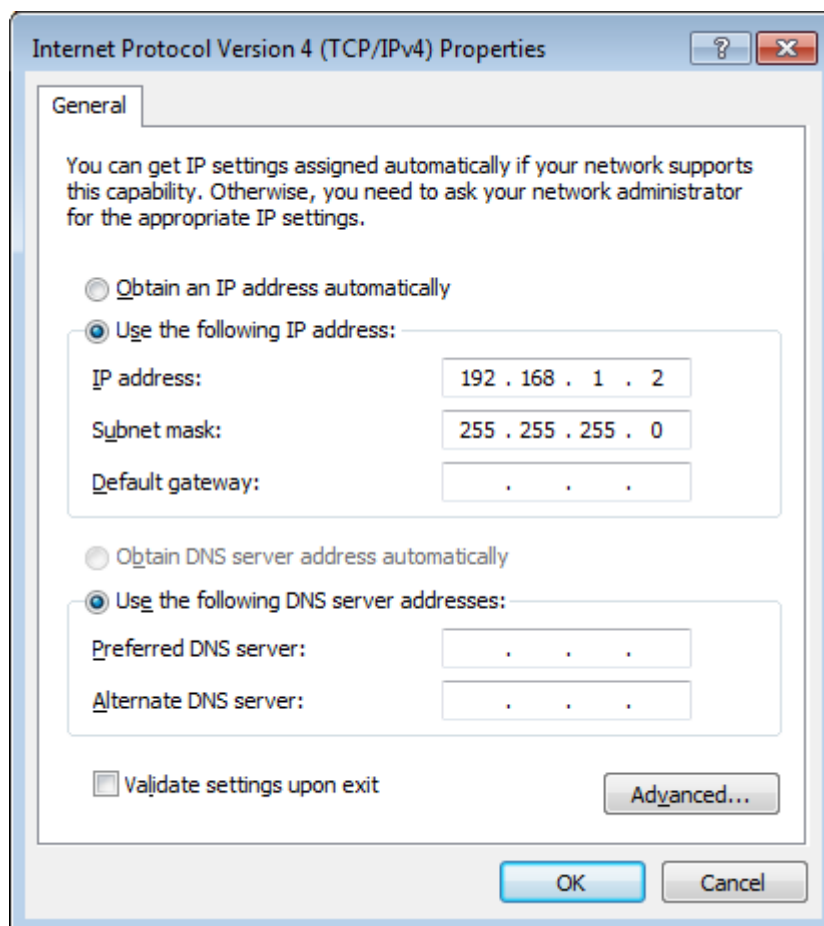 Internet Protocol Version 4 (TCP/IPv4) Properties
General
You can get IP settings assigned automatically if your network supports
this capability. Otherwise, you need to ask your network administrator
for the appropriate IP settings.
Obtain an IP address automatically
Use the following IP address:
IP address: 192 . 168 . 1 . 2
Subnet mask: 255 . 255 . 255 . 0
Default gateway: . . .
Obtain DNS server address automatically
Use the following DNS server addresses:
Preferred DNS server: . . .
Alternate DNS server: . . .
Validate settings upon exit
Advanced...
OK Cancel